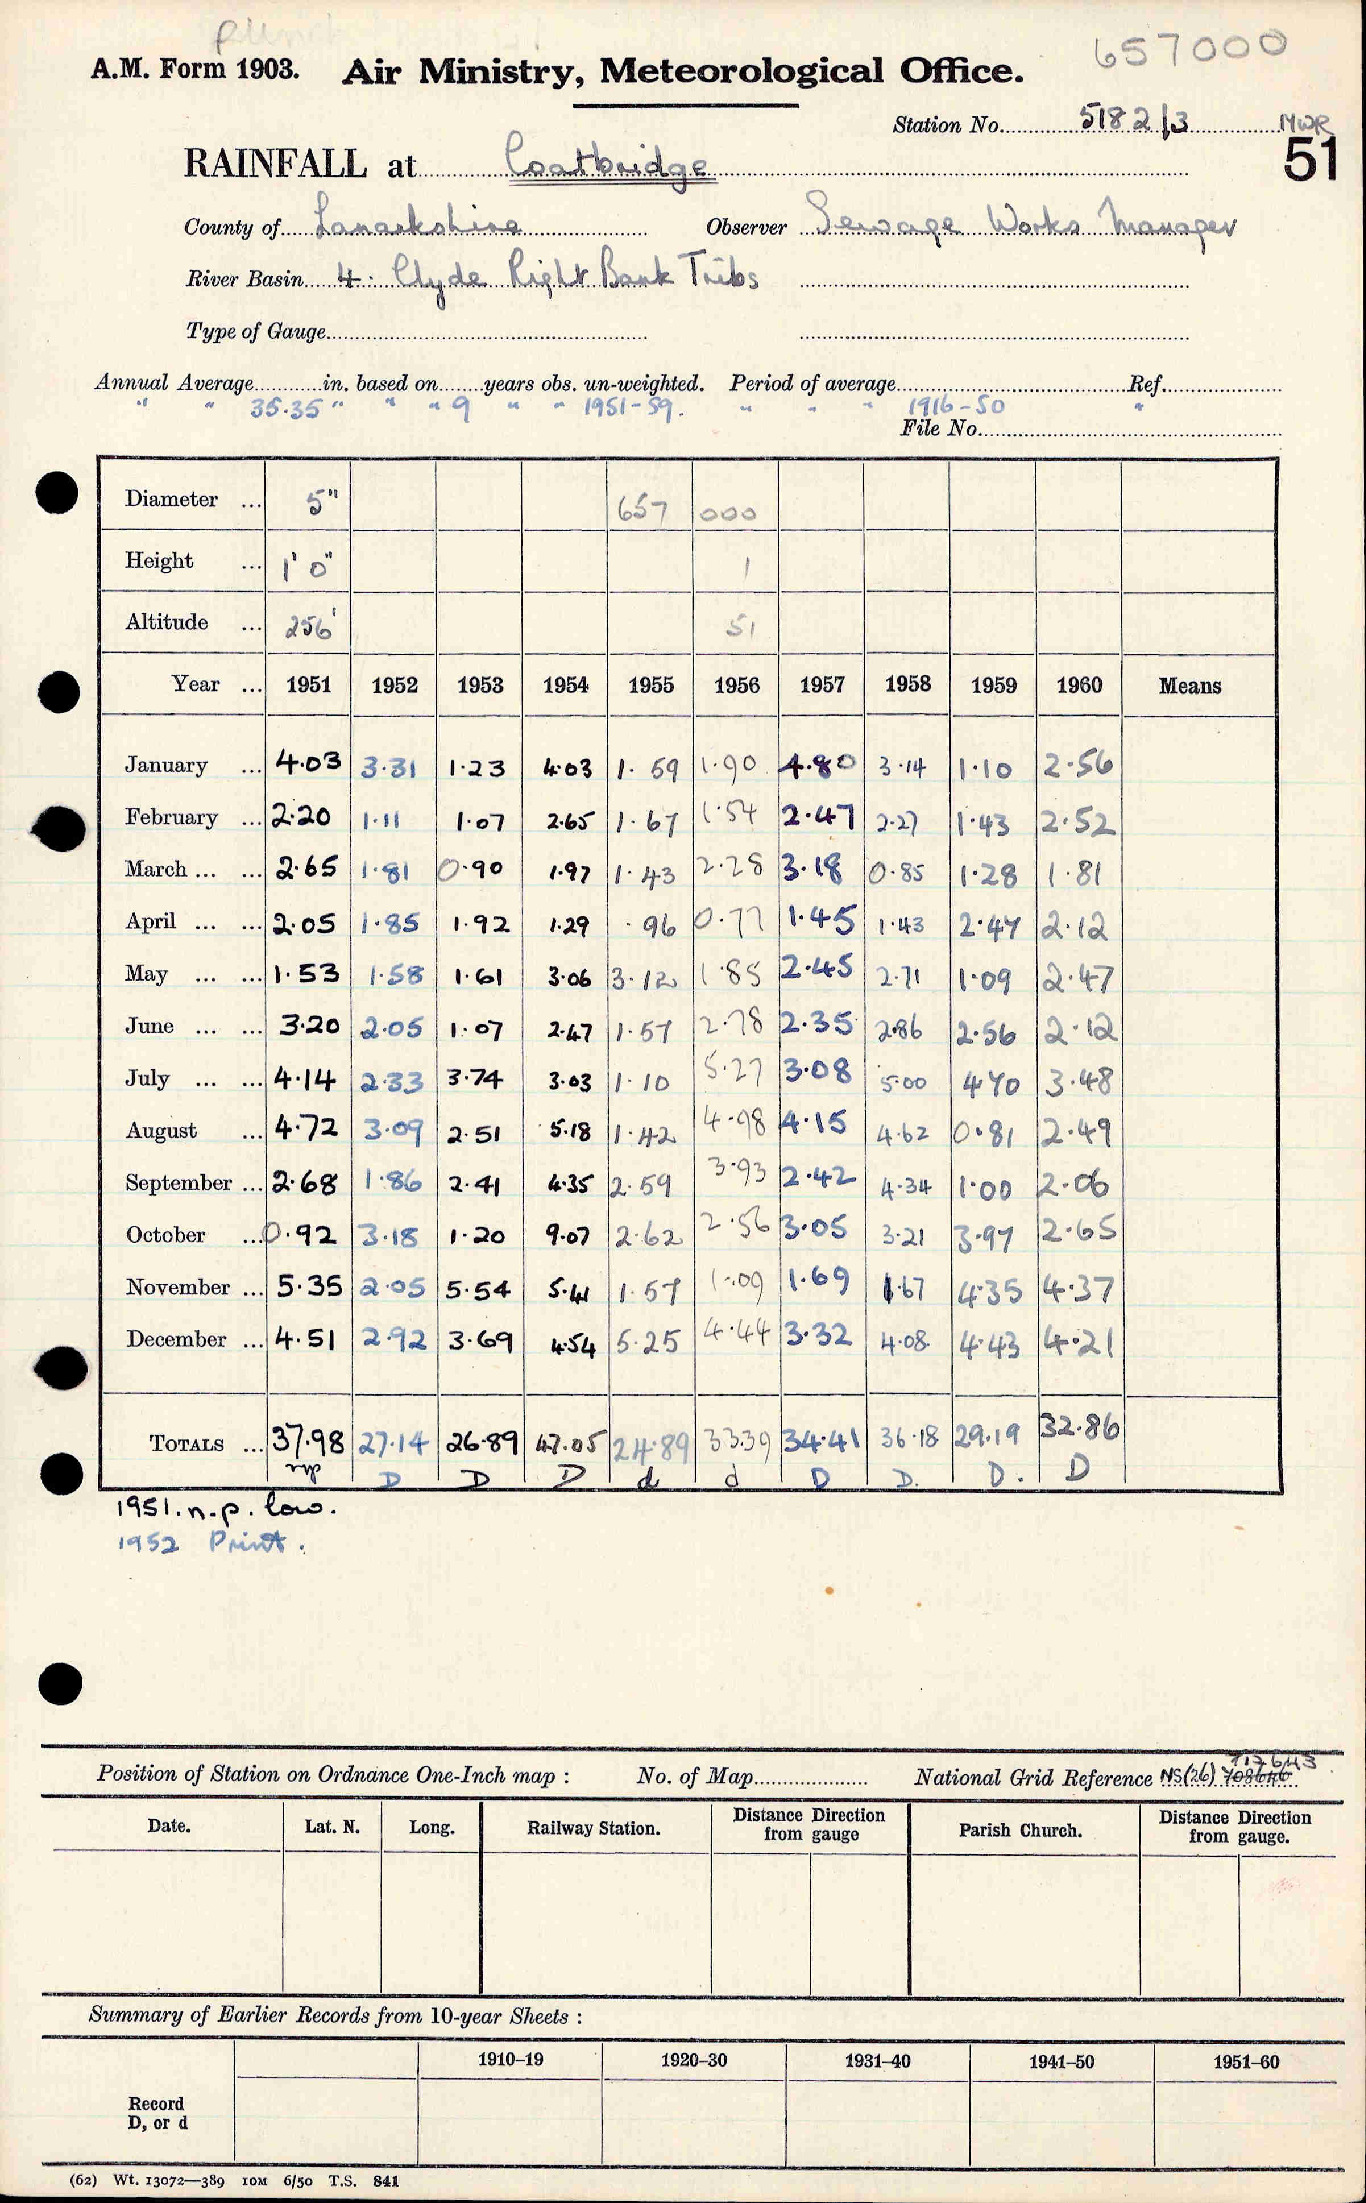 657000
A.M. Form 1903. Air Ministry, Meteorological Office.
Station No. 5182/3 MWR
51
RAINFALL at Coatbridge
County of Lanarkshire Observer Sewage Works Manager
River Basin 4. Clyde Right Bank Tribs
Type of Gauge
Annual Average in. based on years obs. un-weighted. Period of average Ref.
" " 35.35 " " " 9 " " 1951-59. " " " 1916-50 "
File No.
Diameter ... 5" 657 000
Height ... 1' 0" 1
Altitude ... 256' 51
Year ... 1951 1952 1953 1954 1955 1956 1957 1958 1959 1960 Means
January ... 4.03 3.31 1.23 4.03 1.59 1.90 4.80 3.14 1.10 2.56
February ... 2.20 1.11 1.07 2.65 1.67 1.54 2.47 2.27 1.43 2.52
March ... ... 2.65 1.81 0.90 1.97 1.43 2.28 3.18 0.85 1.28 1.81
April ... ... 2.05 1.85 1.92 1.29 .96 0.77 1.45 1.43 2.47 2.12
May ... ... 1.53 1.58 1.61 3.06 3.12 1.85 2.45 2.71 1.09 2.47
June ... ... 3.20 2.05 1.07 2.47 1.57 2.78 2.35 2.86 2.56 2.12
July ... ... 4.14 2.33 3.74 3.03 1.10 5.27 3.08 5.00 4.70 3.48
August ... 4.72 3.09 2.51 5.18 1.42 4.98 4.15 4.62 0.81 2.49
September ... 2.68 1.86 2.41 4.35 2.59 3.93 2.42 4.34 1.00 2.06
October ... 0.92 3.18 1.20 9.07 2.62 2.56 3.05 3.21 3.97 2.65
November ... 5.35 2.05 5.54 5.41 1.57 1.09 1.69 1.67 4.35 4.37
December ... 4.51 2.92 3.69 4.54 5.25 4.44 3.32 4.08 4.43 4.21
TOTALS ... 37.98 27.14 26.89 47.05 24.89 33.39 34.41 36.18 29.19 32.86
np D D D d d D D. D. D
1951. n.p. low.
1952 Print.
Position of Station on Ordnance One-Inch map : No. of Map National Grid Reference NS(26) 708646 717643
Date. Lat. N. Long. Railway Station. Distance Direction from gauge Parish Church. Distance Direction from gauge.
Summary of Earlier Records from 10-year Sheets :
1910-19 1920-30 1931-40 1941-50 1951-60
Record
D, or d
(62) Wt. 13072—389 10M 6/50 T.S. 841